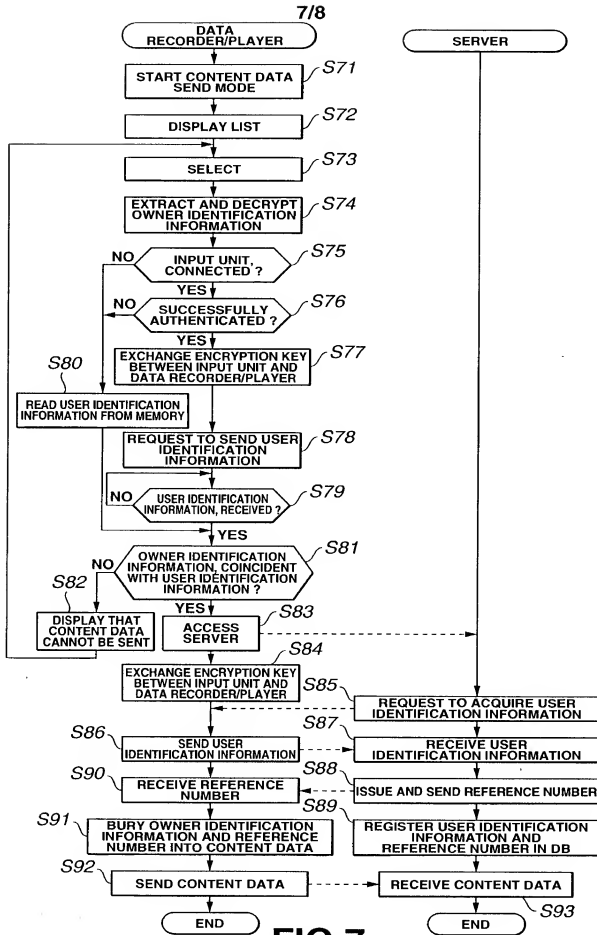 7/8
DATA
RECORDER/PLAYER
SERVER
S71
START CONTENT DATA
SEND MODE
S72
DISPLAY LIST
S73
SELECT
S74
EXTRACT AND DECRYPT
OWNER IDENTIFICATION
INFORMATION
S75
INPUT UNIT,
CONNECTED ?
NO
YES
S76
SUCCESSFULLY
AUTHENTICATED ?
NO
YES
S77
EXCHANGE ENCRYPTION KEY
BETWEEN INPUT UNIT AND
DATA RECORDER/PLAYER
S80
READ USER IDENTIFICATION
INFORMATION FROM MEMORY
S78
REQUEST TO SEND USER
IDENTIFICATION
INFORMATION
S79
USER IDENTIFICATION
INFORMATION, RECEIVED ?
NO
YES
S81
OWNER IDENTIFICATION
INFORMATION, COINCIDENT
WITH USER IDENTIFICATION
INFORMATION ?
NO
YES
S82
DISPLAY THAT
CONTENT DATA
CANNOT BE SENT
S83
ACCESS
SERVER
S84
EXCHANGE ENCRYPTION KEY
BETWEEN INPUT UNIT AND
DATA RECORDER/PLAYER
S85
REQUEST TO ACQUIRE USER
IDENTIFICATION INFORMATION
S86
SEND USER
IDENTIFICATION INFORMATION
S87
RECEIVE USER
IDENTIFICATION INFORMATION
S88
ISSUE AND SEND REFERENCE NUMBER
S90
RECEIVE REFERENCE
NUMBER
S89
REGISTER USER IDENTIFICATION
INFORMATION AND
REFERENCE NUMBER IN DB
S91
BURY OWNER IDENTIFICATION
INFORMATION AND REFERENCE
NUMBER INTO CONTENT DATA
S92
SEND CONTENT DATA
RECEIVE CONTENT DATA
S93
END
END
FIG.7